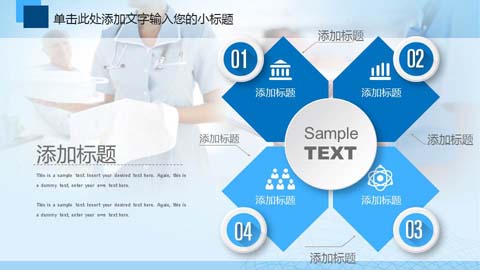 单击此处添加文字输入您的小标题
添加标题
01
02
添加标题
添加标题
Sample
TEXT
添加标题
添加标题
添加标题
This is a sample text. Insert your desired text here. Again, this is
a dummy text, enter your own text here.
This is a sample text. Insert your desired text here. Again, this is
a dummy text, enter your own text here.
添加标题
添加标题
04
03
添加标题